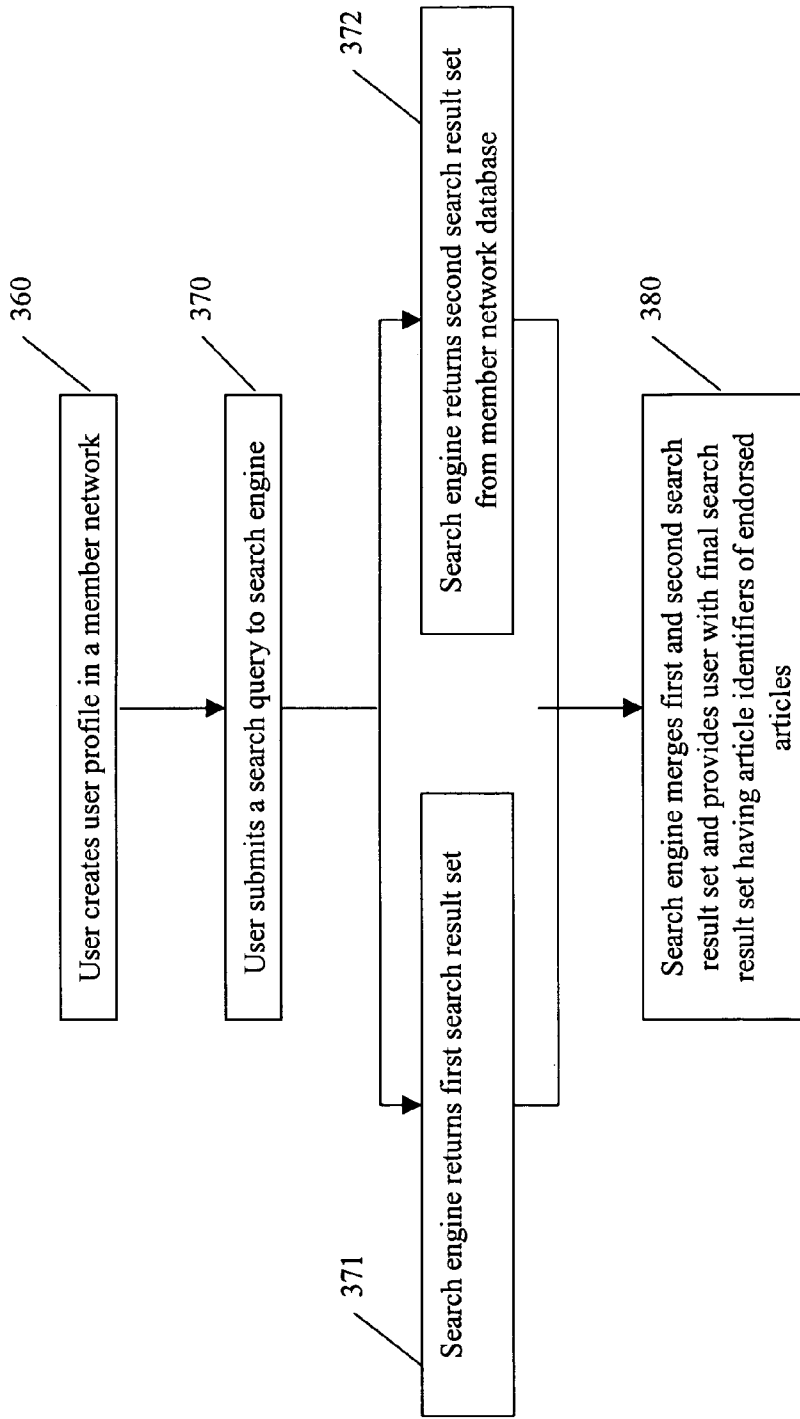 360
User creates user profile in a member network
370
User submits a search query to search engine
371
Search engine returns first search result set
372
Search engine returns second search result set
from member network database
380
Search engine merges first and second search
result set and provides user with final search
result set having article identifiers of endorsed
articles